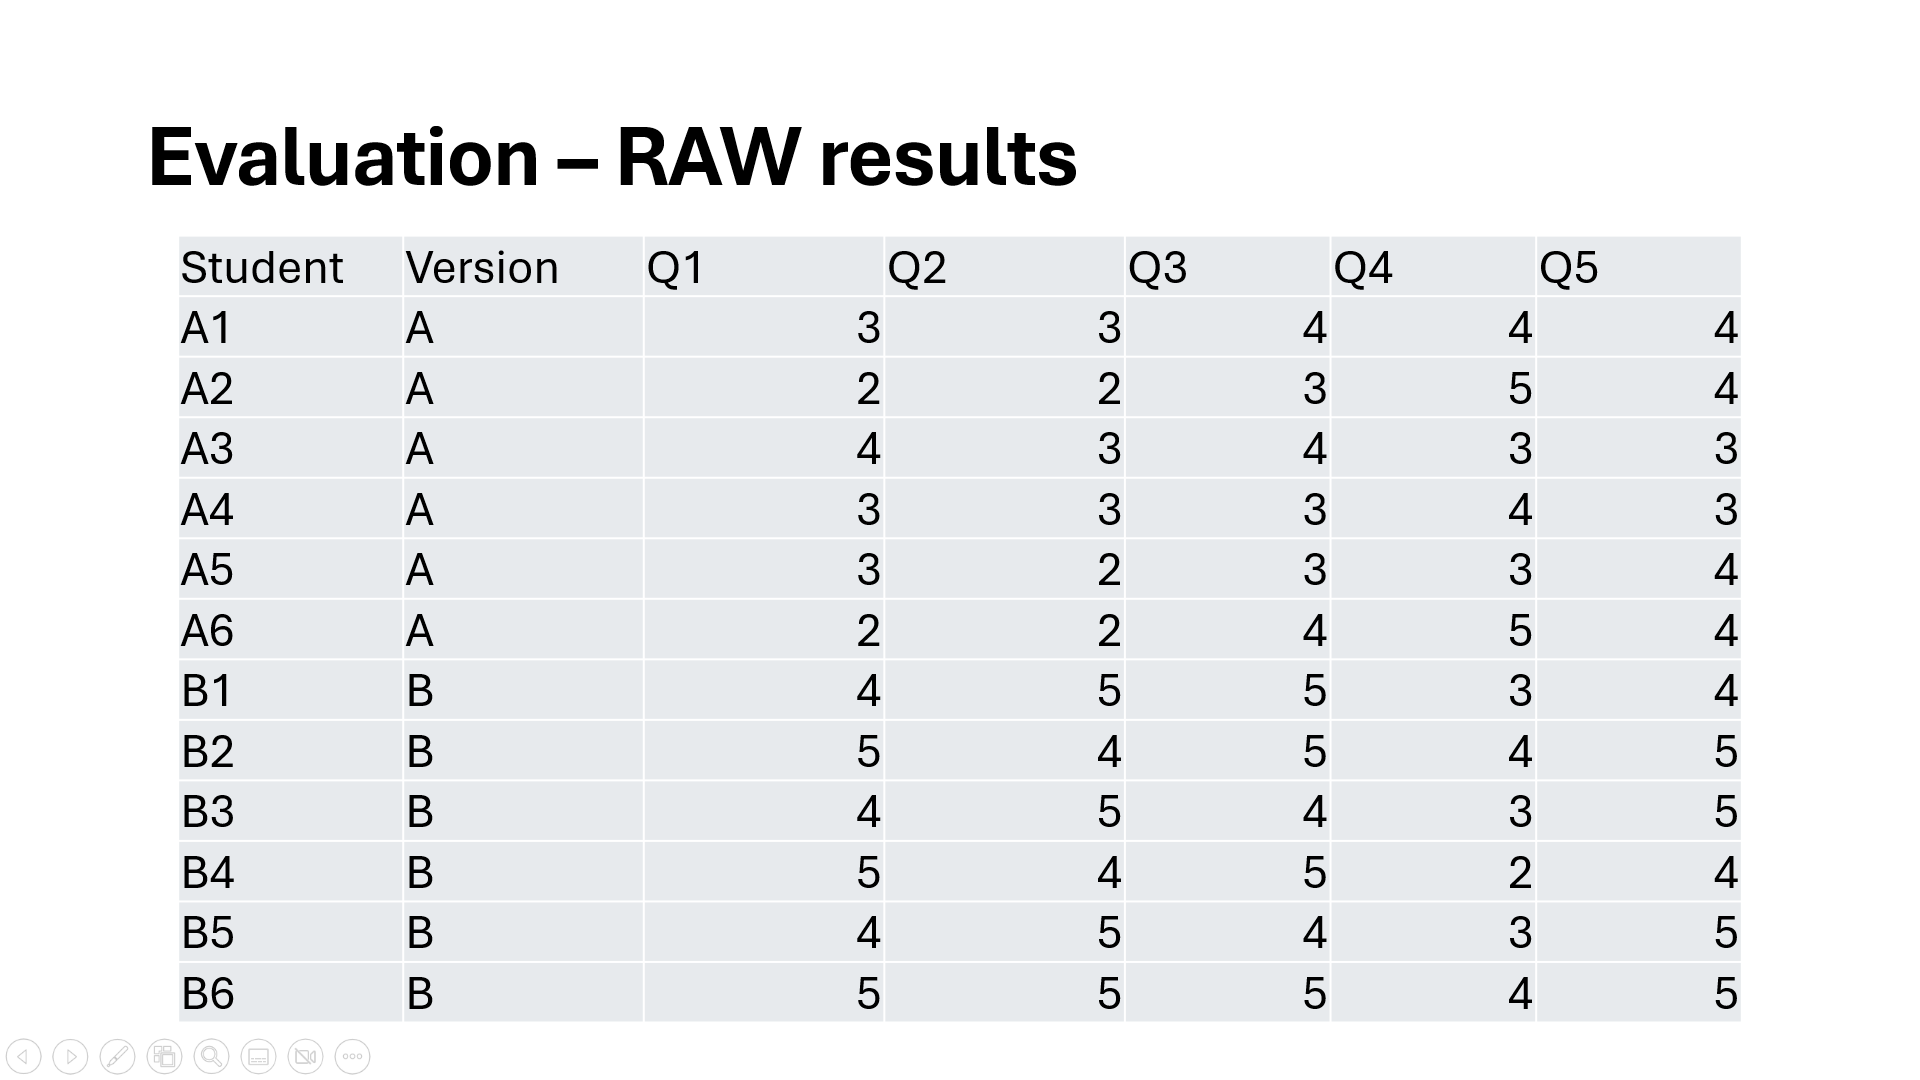 Evaluation – RAW results
Student Version Q1 Q2 Q3 Q4 Q5
A1 A 3 3 4 4 4
A2 A 2 2 3 5 4
A3 A 4 3 4 3 3
A4 A 3 3 3 4 3
A5 A 3 2 3 3 4
A6 A 2 2 4 5 4
B1 B 4 5 5 3 4
B2 B 5 4 5 4 5
B3 B 4 5 4 3 5
B4 B 5 4 5 2 4
B5 B 4 5 4 3 5
B6 B 5 5 5 4 5